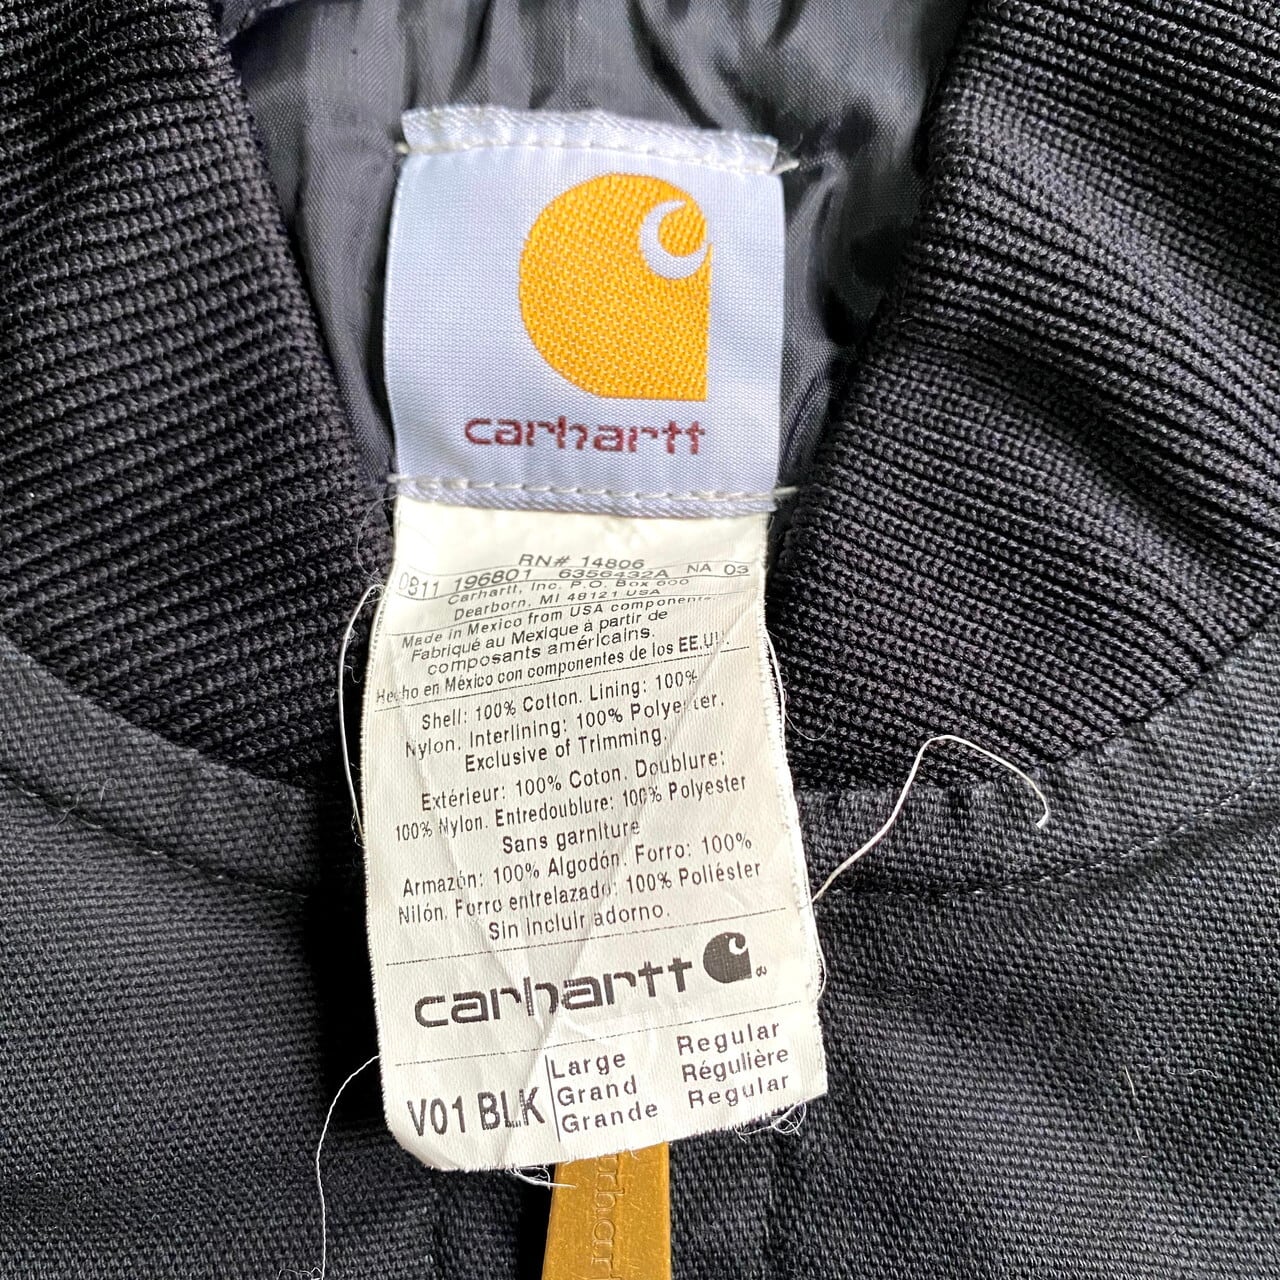 carhartt
RN# 14806
0811 196801 6356432A NA 03
Carhartt, Inc. P.O. Box 600
Dearborn, MI 48121 USA
Made in Mexico from USA components.
Fabriqué au Mexique à partir de
composants américains.
Hecho en México con componentes de los EE.UU.
Shell: 100% Cotton. Lining: 100%
Nylon. Interlining: 100% Polyester.
Exclusive of Trimming.
Extérieur: 100% Coton. Doublure:
100% Nylon. Entredoublure: 100% Polyester
Sans garniture
Armazón: 100% Algodón. Forro: 100%
Nilón. Forro entrelazado: 100% Poliéster
Sin incluir adorno.
carhartt
V01 BLK
Large Regular
Grand Régulière
Grande Regular